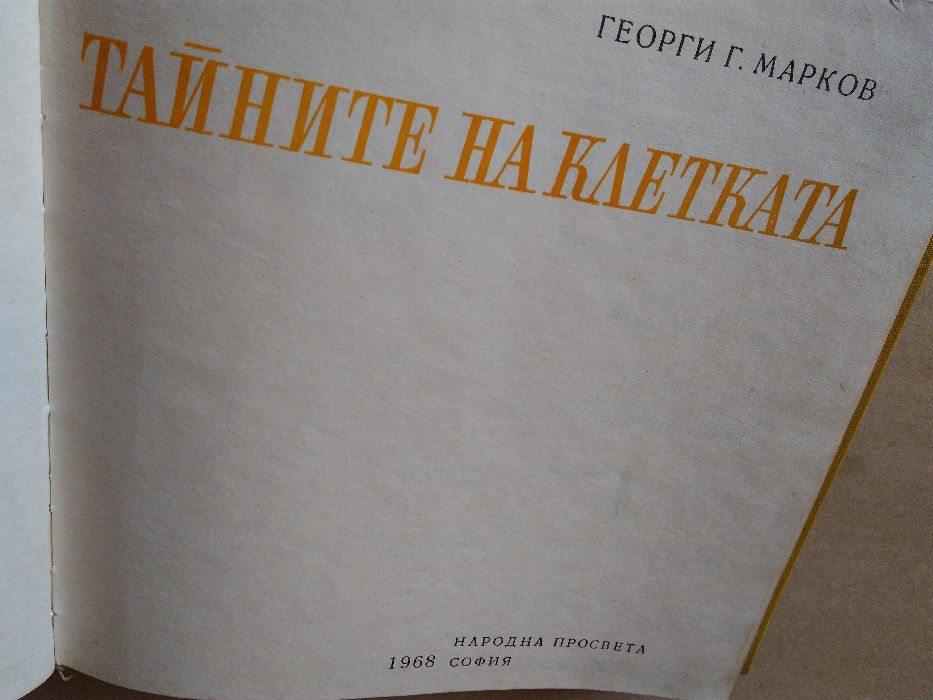 ГЕОРГИ Г. МАРКОВ
ТАЙНИТЕ НА КЛЕТКАТА
НАРОДНА ПРОСВЕТА
1968 СОФИЯ